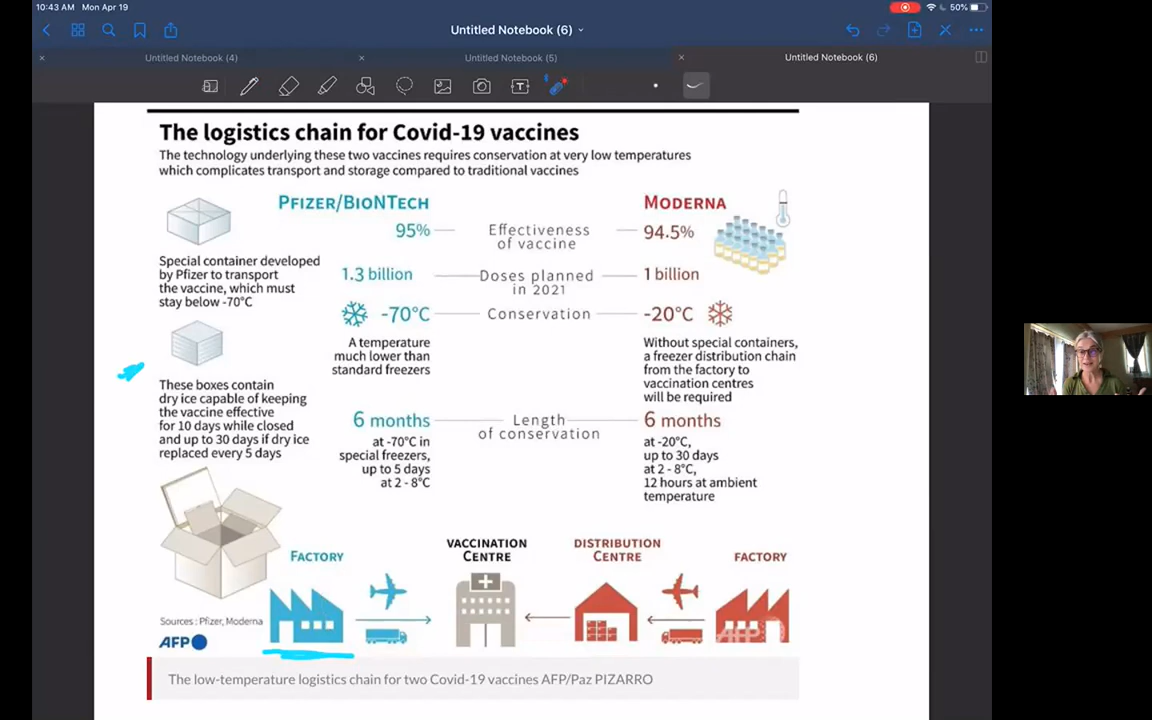 10:43 AM Mon Apr 19
50%
Untitled Notebook (6)
Untitled Notebook (4)
Untitled Notebook (5)
Untitled Notebook (6)
The logistics chain for Covid-19 vaccines
The technology underlying these two vaccines requires conservation at very low temperatures
which complicates transport and storage compared to traditional vaccines
PFIZER/BIONTECH
MODERNA
95%
Effectiveness
of vaccine
94.5%
Special container developed
by Pfizer to transport
the vaccine, which must
stay below -70°C
1.3 billion
Doses planned
in 2021
1 billion
-70°C
Conservation
-20°C
A temperature
much lower than
standard freezers
Without special containers,
a freezer distribution chain
from the factory to
vaccination centres
will be required
These boxes contain
dry ice capable of keeping
the vaccine effective
for 10 days while closed
and up to 30 days if dry ice
replaced every 5 days
6 months
Length
of conservation
6 months
at -70°C in
special freezers,
up to 5 days
at 2 - 8°C
at -20°C,
up to 30 days
at 2 - 8°C,
12 hours at ambient
temperature
FACTORY
VACCINATION
CENTRE
DISTRIBUTION
CENTRE
FACTORY
Sources : Pfizer, Moderna
AFP
AFP
The low-temperature logistics chain for two Covid-19 vaccines AFP/Paz PIZARRO